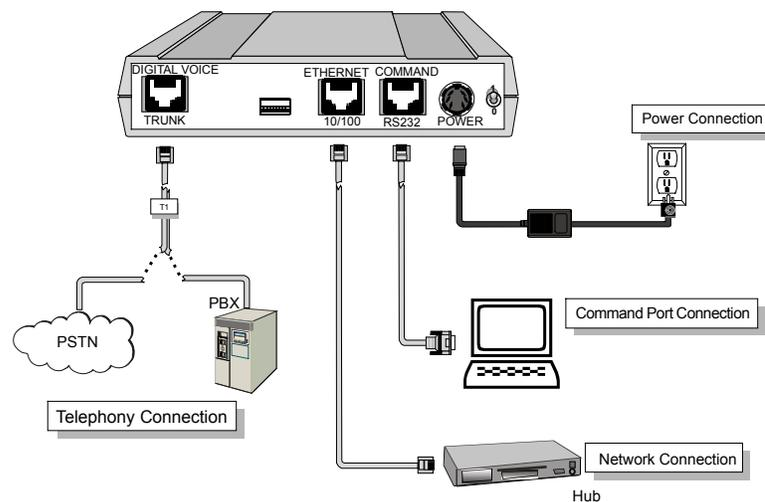 DIGITAL VOICE
TRUNK
ETHERNET
10/100
COMMAND
RS232
POWER
Power Connection
T1
PBX
PSTN
Command Port Connection
Telephony Connection
Network Connection
Hub